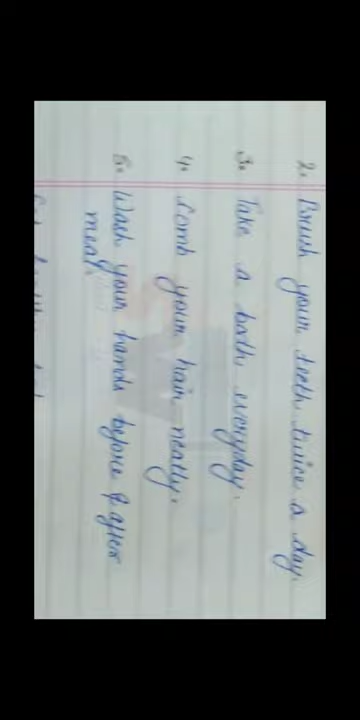 2. Brush your teeth twice a day.
3. Take a bath everyday.
4. Comb your hair neatly.
5. Wash your hands before & after
meal.